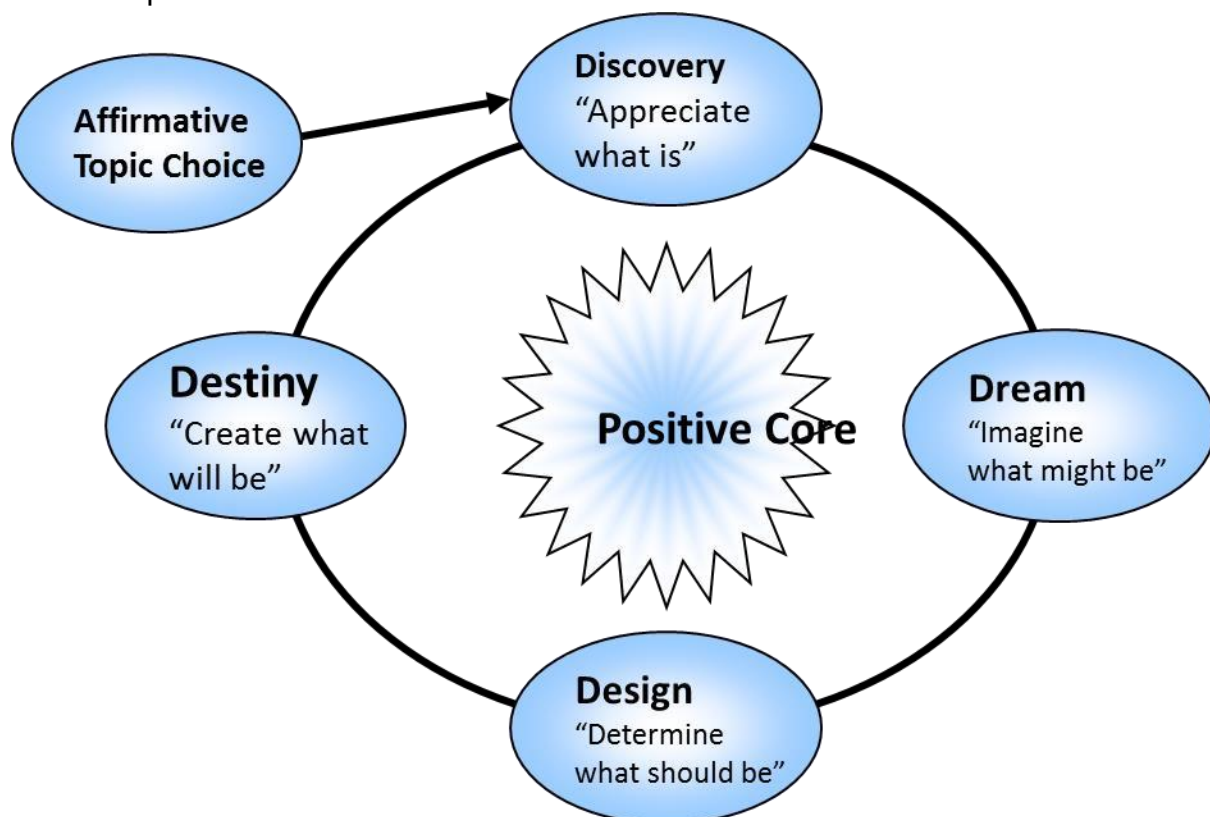 Affirmative
Topic Choice
Discovery
“Appreciate
what is”
Destiny
“Create what
will be”
Positive Core
Dream
“Imagine
what might be”
Design
“Determine
what should be”